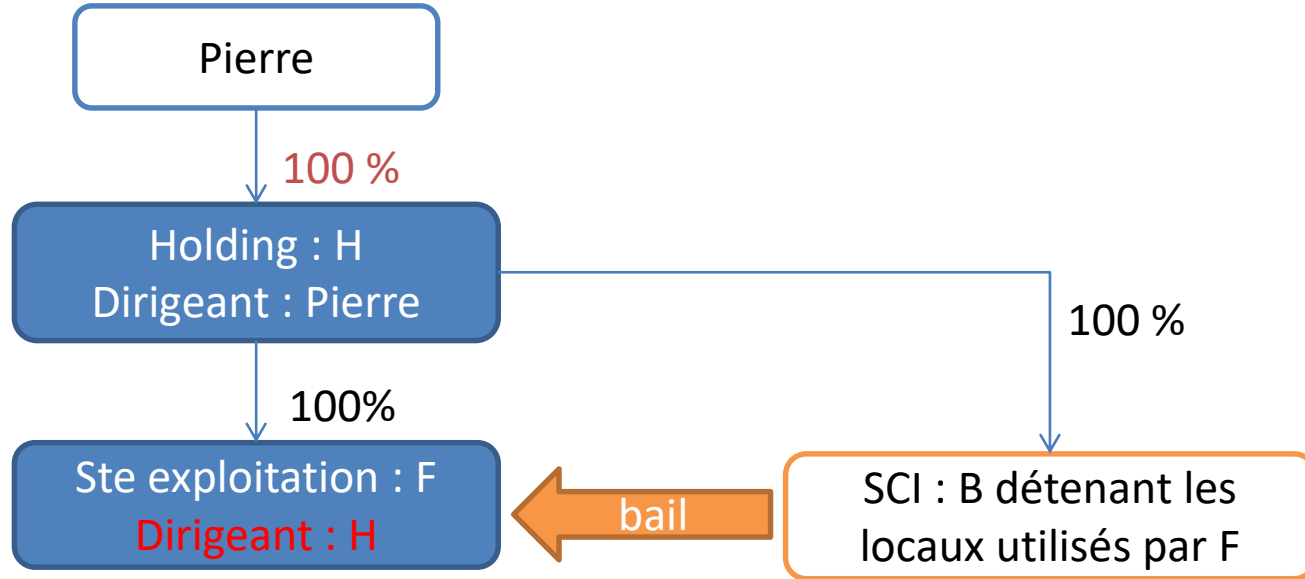 Pierre
100 %
Holding : H
Dirigeant : Pierre
100 %
100%
Ste exploitation : F
Dirigeant : H
bail
SCI : B détenant les
locaux utilisés par F